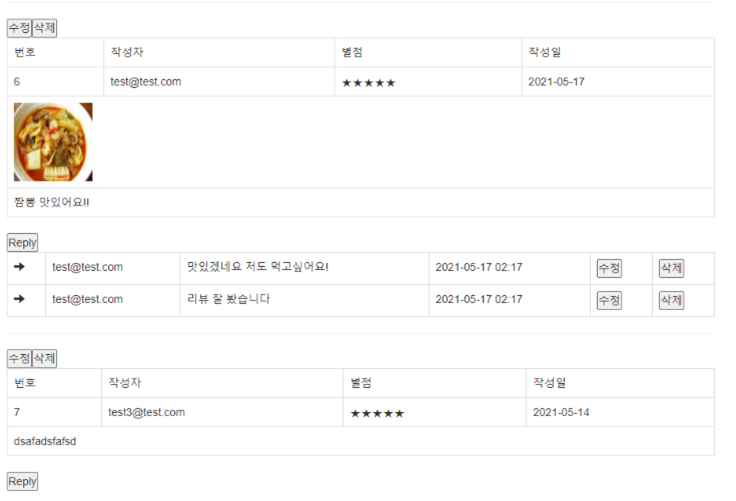 수정 삭제
번호 작성자 별점 작성일
6 test@test.com ★★★★★ 2021-05-17
짬뽕 맛있어요!!
Reply
➔ test@test.com 맛있겠네요 저도 먹고싶어요! 2021-05-17 02:17 수정 삭제
➔ test@test.com 리뷰 잘 봤습니다 2021-05-17 02:17 수정 삭제
수정 삭제
번호 작성자 별점 작성일
7 test3@test.com ★★★★★ 2021-05-14
dsafadsfafsd
Reply